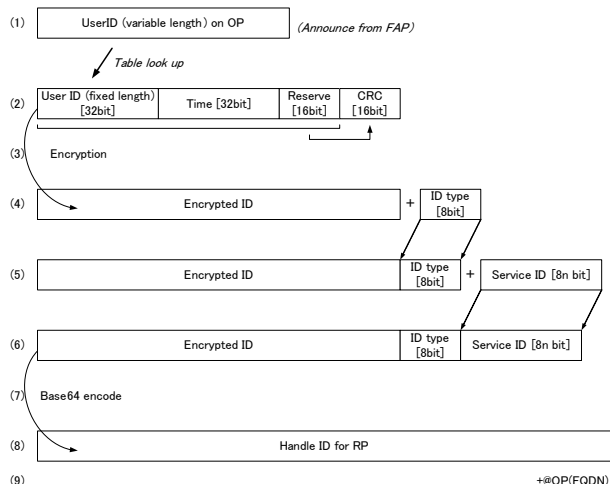 (1) UserID (variable length) on OP (Announce from FAP)
Table look up
(2) User ID (fixed length) [32bit] Time [32bit] Reserve [16bit] CRC [16bit]
(3) Encryption
(4) Encrypted ID + ID type [8bit]
(5) Encrypted ID ID type [8bit] + Service ID [8n bit]
(6) Encrypted ID ID type [8bit] Service ID [8n bit]
(7) Base64 encode
(8) Handle ID for RP
(9) +@OP(FQDN)